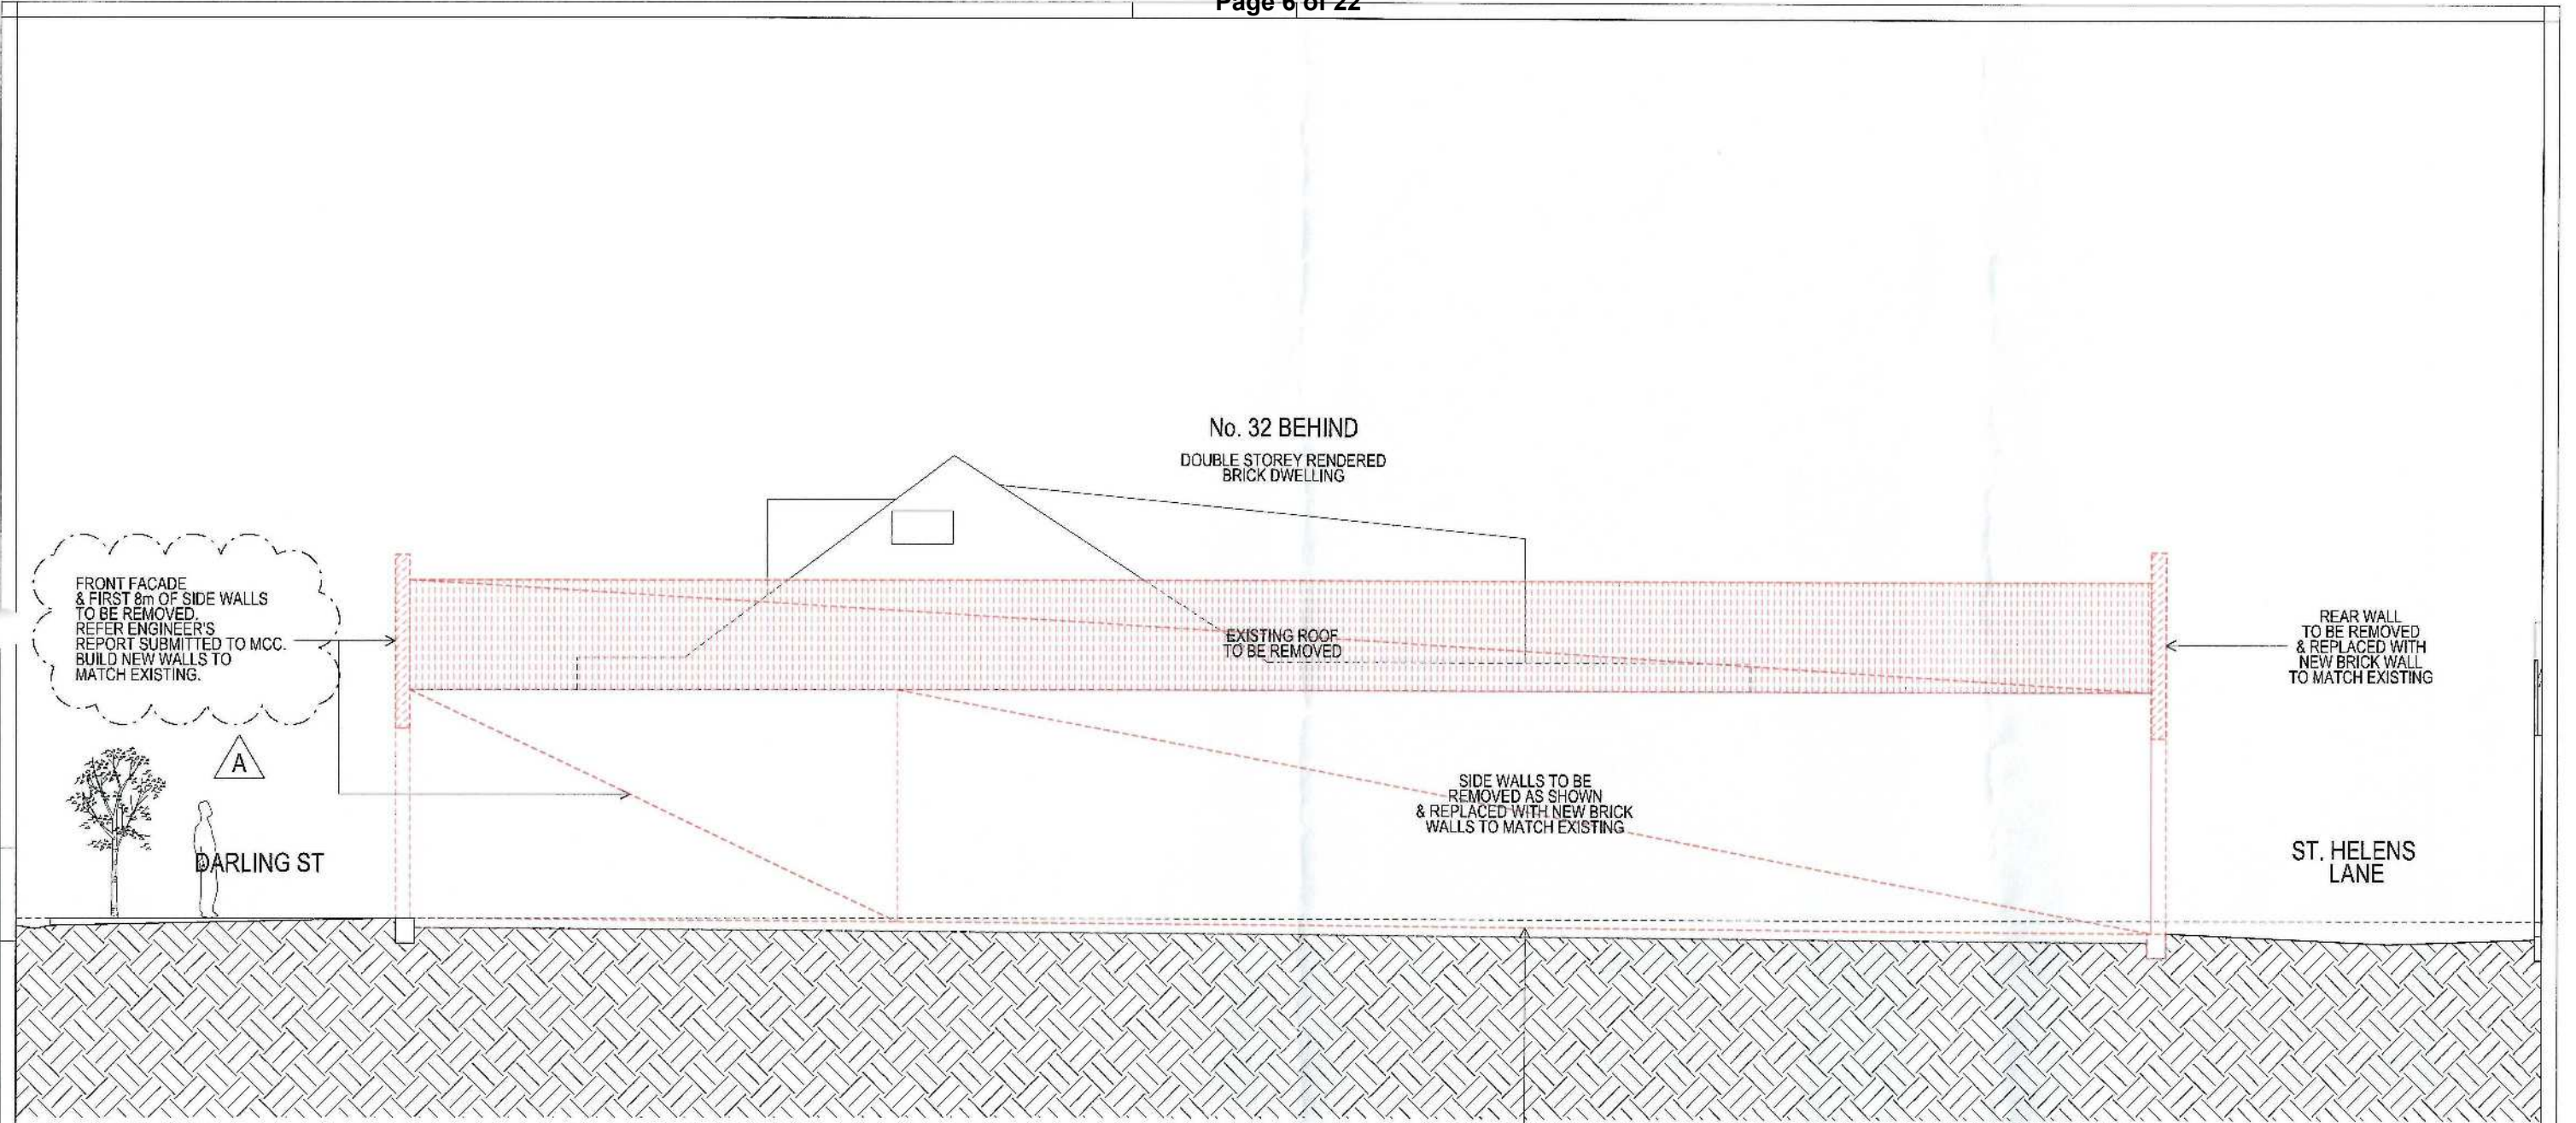 Page 6 of 22
No. 32 BEHIND
DOUBLE STOREY RENDERED
BRICK DWELLING
FRONT FACADE
& FIRST 8m OF SIDE WALLS
TO BE REMOVED.
REFER ENGINEER'S
REPORT SUBMITTED TO MCC.
BUILD NEW WALLS TO
MATCH EXISTING.
A
EXISTING ROOF
TO BE REMOVED
REAR WALL
TO BE REMOVED
& REPLACED WITH
NEW BRICK WALL
TO MATCH EXISTING
SIDE WALLS TO BE
REMOVED AS SHOWN
& REPLACED WITH NEW BRICK
WALLS TO MATCH EXISTING
DARLING ST
ST. HELENS
LANE